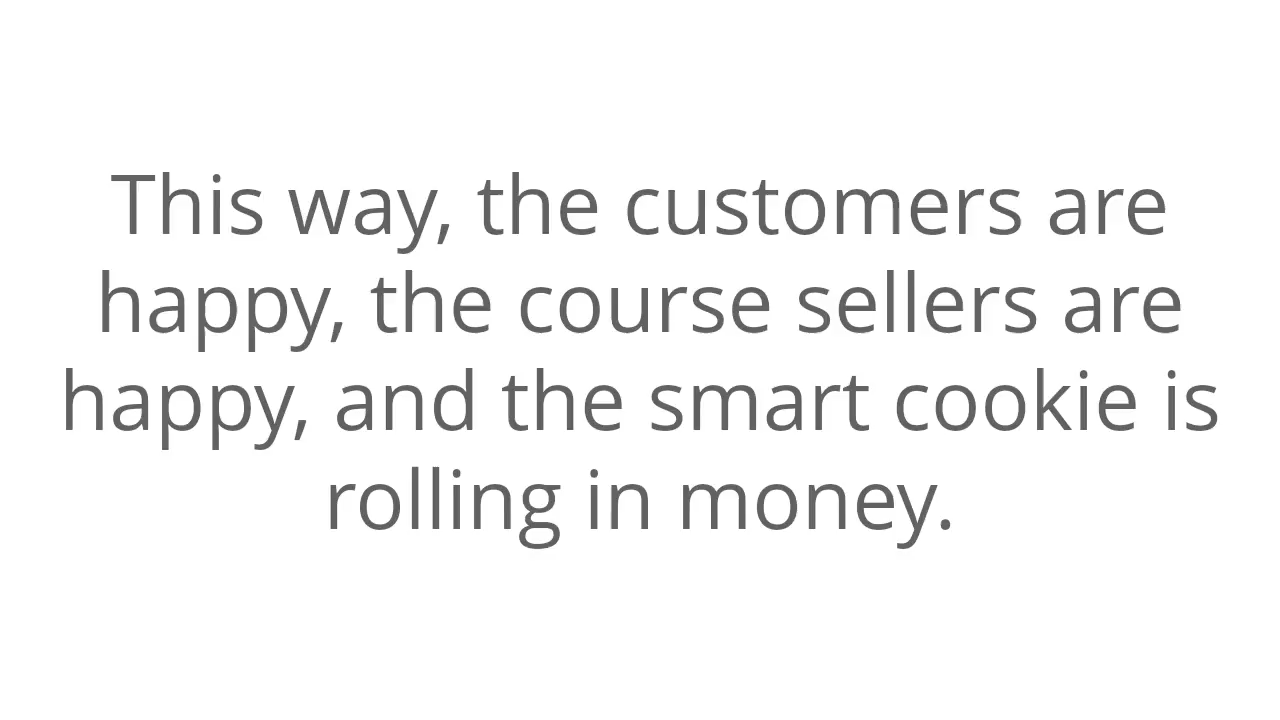 This way, the customers are
happy, the course sellers are
happy, and the smart cookie is
rolling in money.